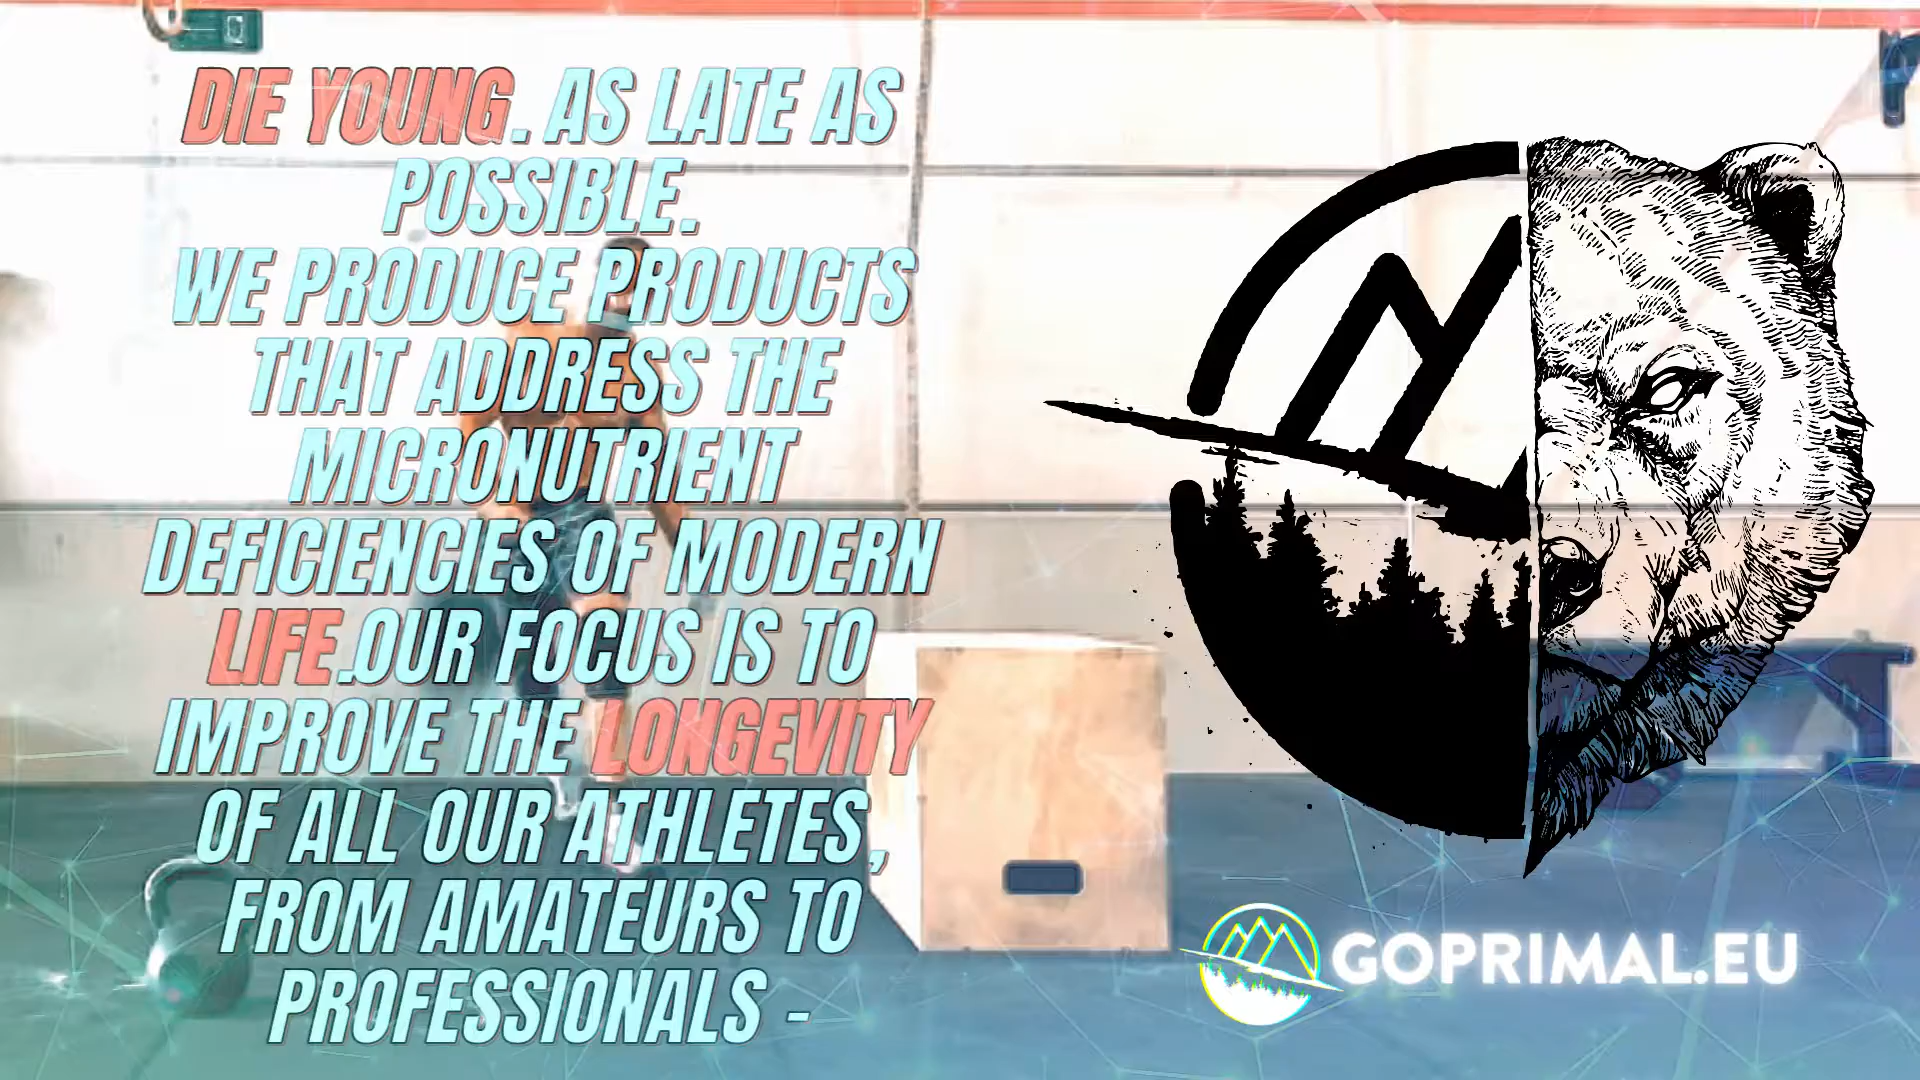 DIE YOUNG. AS LATE AS
POSSIBLE.
WE PRODUCE PRODUCTS
THAT ADDRESS THE
MICRONUTRIENT
DEFICIENCIES OF MODERN
LIFE.OUR FOCUS IS TO
IMPROVE THE LONGEVITY
OF ALL OUR ATHLETES,
FROM AMATEURS TO
PROFESSIONALS -
GOPRIMAL.EU